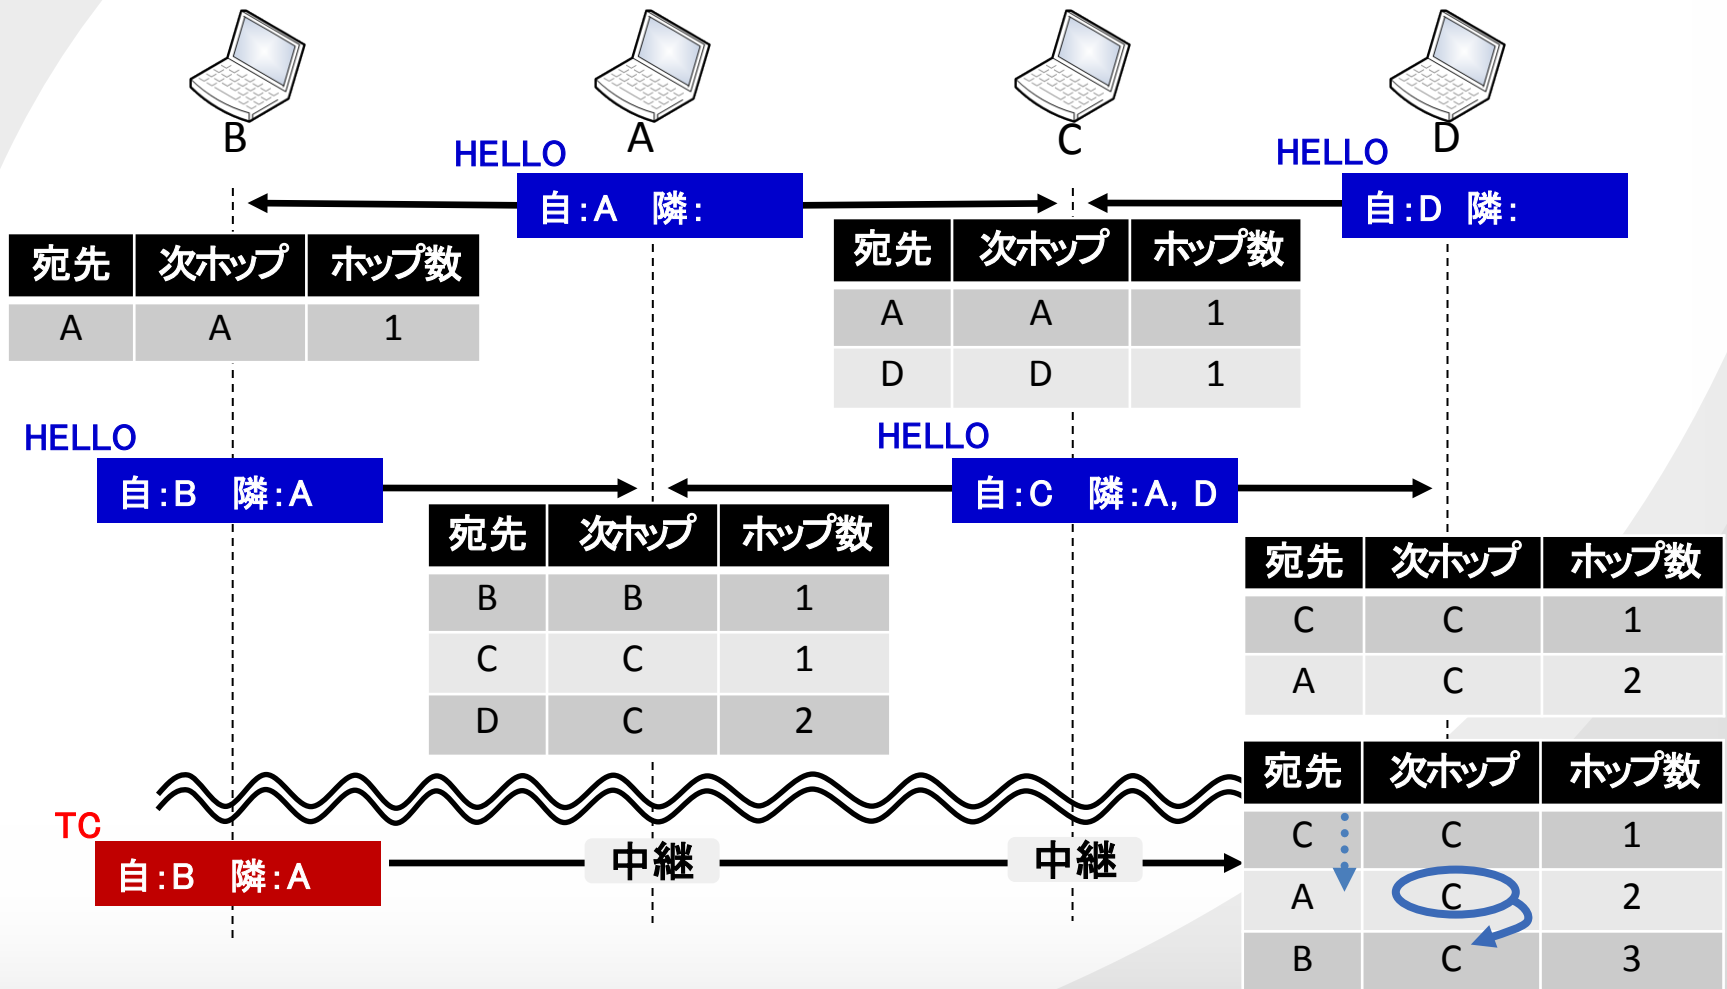 B A C D
HELLO HELLO
自:A 隣: 自:D 隣:
宛先 次ホップ ホップ数
A A 1
宛先 次ホップ ホップ数
A A 1
D D 1
HELLO HELLO
自:B 隣:A 自:C 隣:A, D
宛先 次ホップ ホップ数
B B 1
C C 1
D C 2
宛先 次ホップ ホップ数
C C 1
A C 2
TC
自:B 隣:A 中継 中継
宛先 次ホップ ホップ数
C C 1
A C 2
B C 3